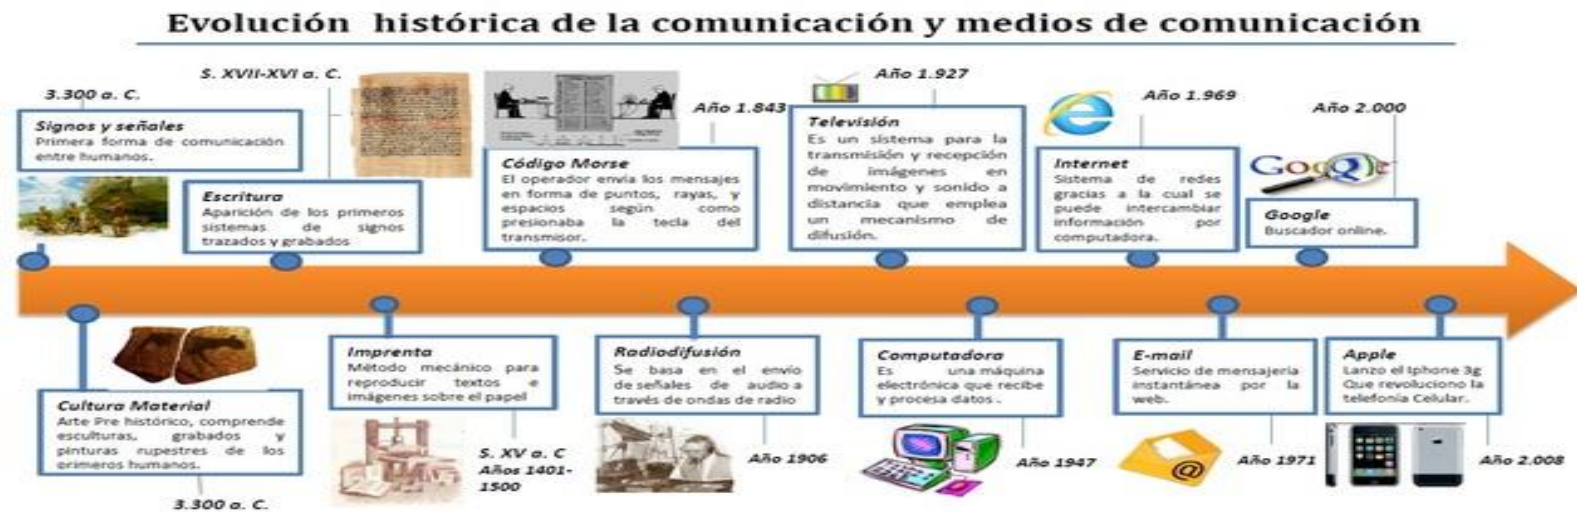 Evolución histórica de la comunicación y medios de comunicación
3.300 a. C.
Signos y señales
Primera forma de comunicación
entre humanos.
S. XVII-XVI a. C.
Escritura
Aparición de los primeros
sistemas de signos
trazados y grabados
Año 1.843
Código Morse
El operador envía los mensajes
en forma de puntos, rayas, y
espacios según como
presionaba la tecla del
transmisor.
Año 1.927
Televisión
Es un sistema para la
transmisión y recepción
de imágenes en
movimiento y sonido a
distancia que emplea
un mecanismo de
difusión.
Año 1.969
Internet
Sistema de redes
gracias a la cual se
puede intercambiar
información por
computadora.
Año 2.000
Google
Google
Buscador online.
Cultura Material
Arte Pre histórico, comprende
esculturas, grabados y
pinturas rupestres de los
primeros humanos.
3.300 a. C.
Imprenta
Método mecánico para
reproducir textos e
imágenes sobre el papel
S. XV a. C
Años 1401-
1500
Radiodifusión
Se basa en el envío
de señales de audio a
través de ondas de radio
Año 1906
Computadora
Es una máquina
electrónica que recibe
y procesa datos .
Año 1947
E-mail
Servicio de mensajería
instantánea por la
web.
@
Año 1971
Apple
Lanzo el Iphone 3g
Que revoluciono la
telefonía Celular.
Año 2.008